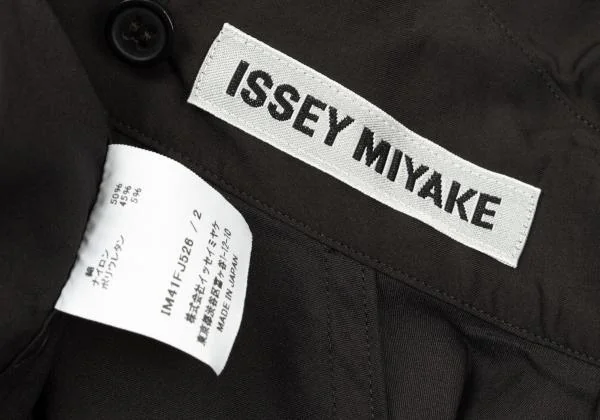 ISSEY MIYAKE
綿 50%
ナイロン 45%
ポリウレタン 5%
IM41FJ526 / 2
株式会社イッセイミヤケ
東京都渋谷区富ヶ谷1-12-10
MADE IN JAPAN